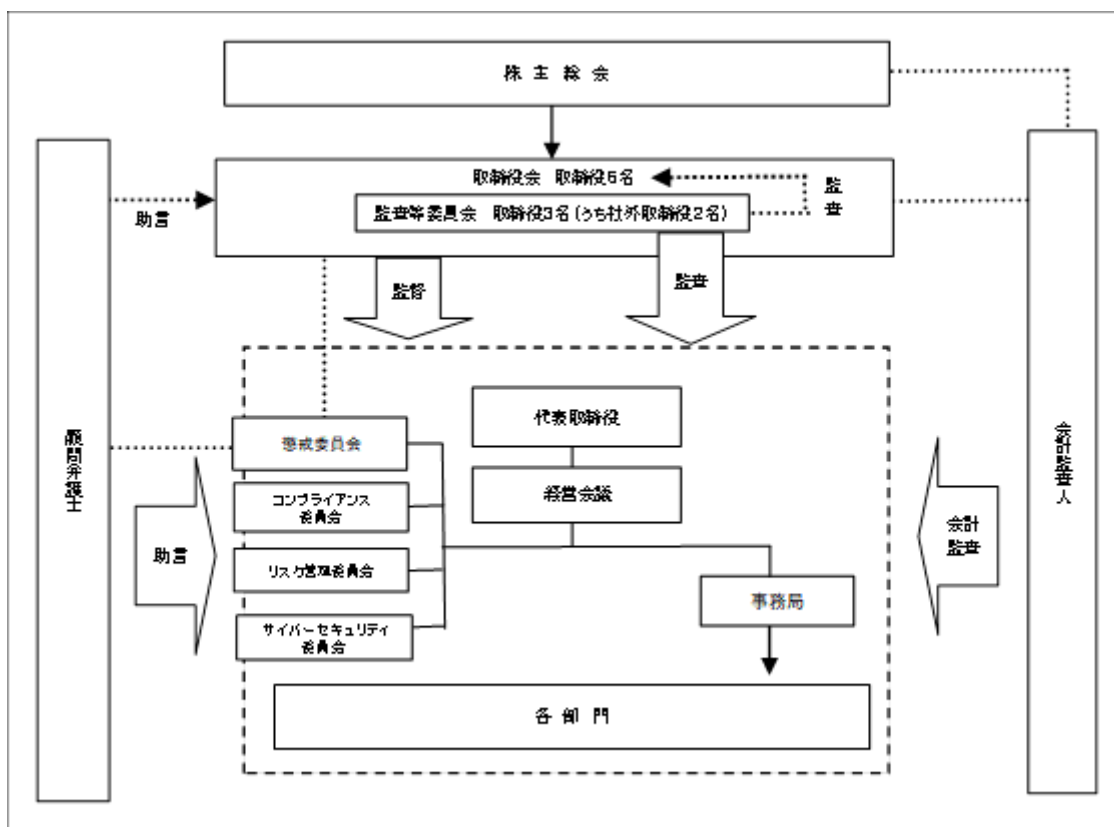 株主総会
取締役会 取締役6名
監査
監査等委員会 取締役3名(うち社外取締役2名)
助言
監督
監査
顧問弁護士
会計監査人
代表取締役
懲戒委員会
経営会議
コンプライアンス
委員会
助言
会計
監査
リスク管理委員会
事務局
サイバーセキュリティ
委員会
各部門